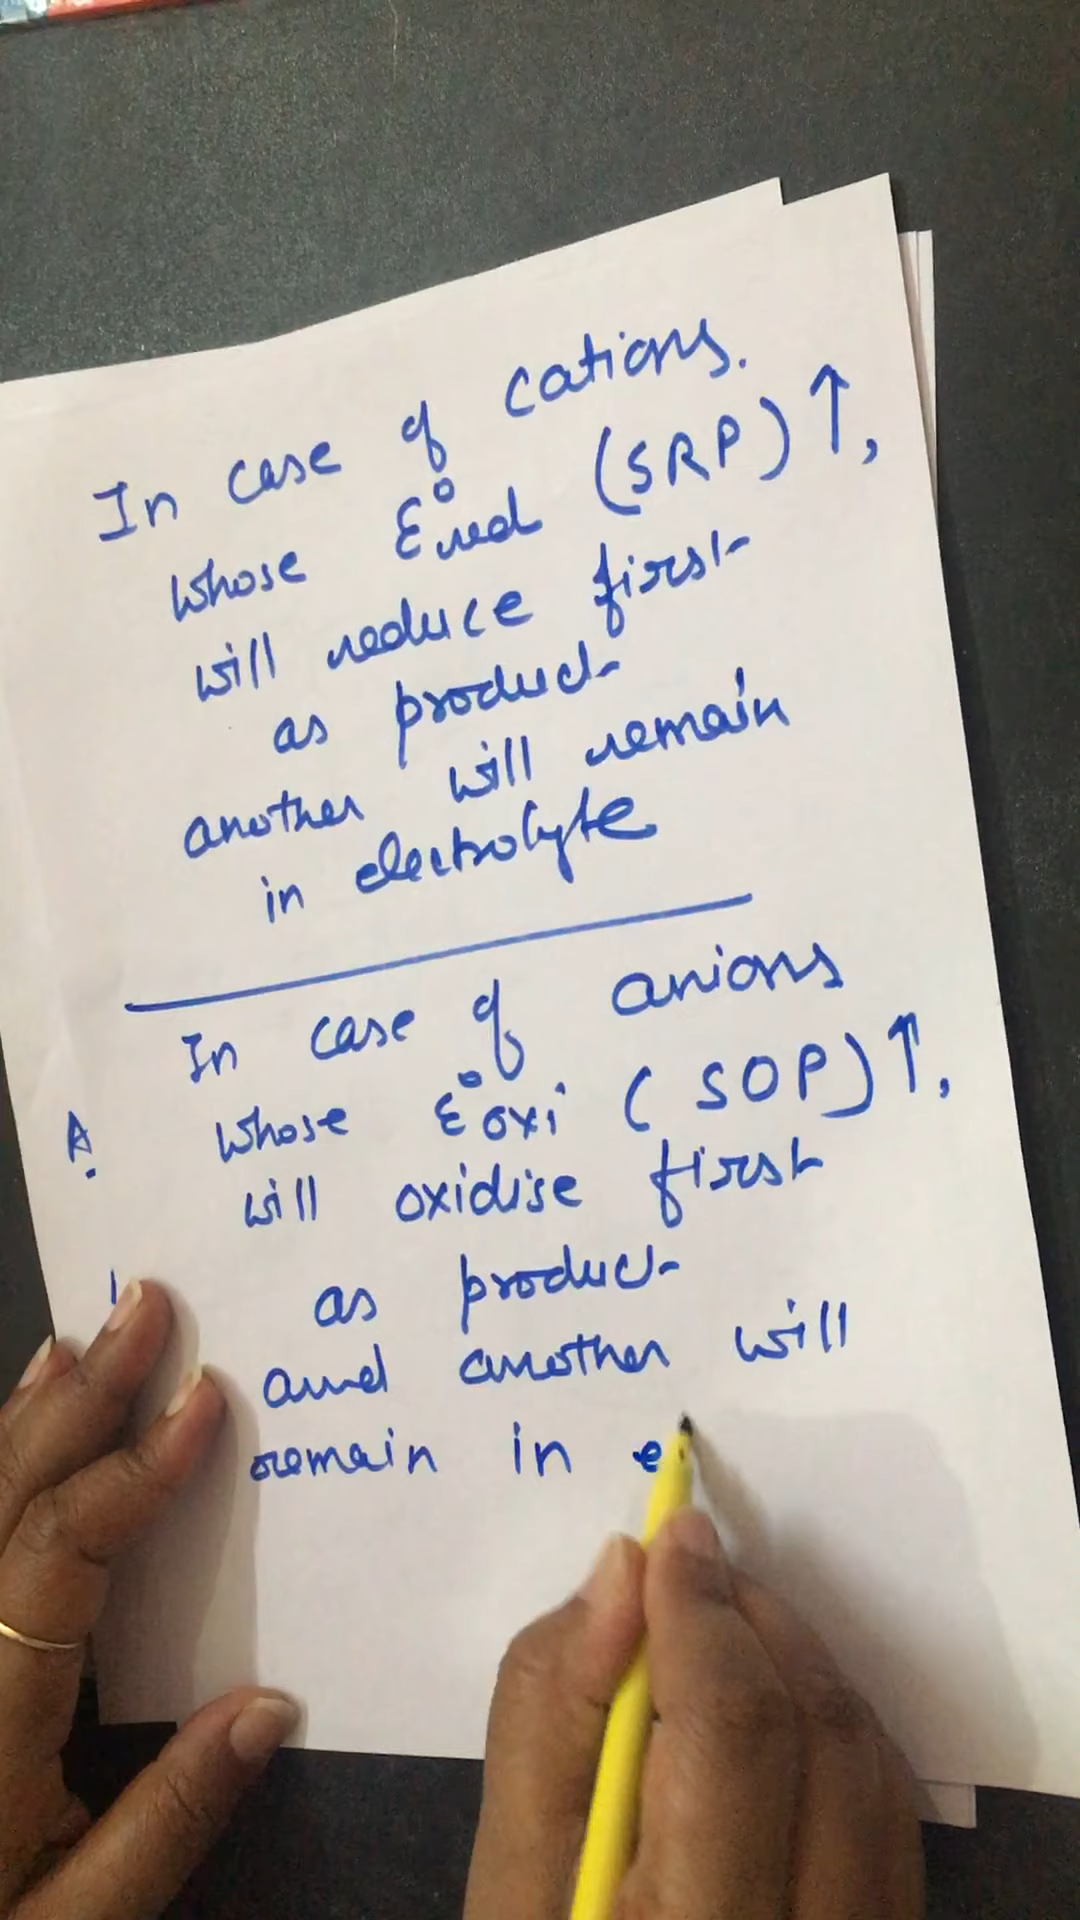 In case of cations.
whose E°red (SRP)↑,
will reduce first
as product
another will remain
in electrolyte
In case of anions
A.
whose E°oxi (SOP)↑,
will oxidise first
as product
and another will
remain in e